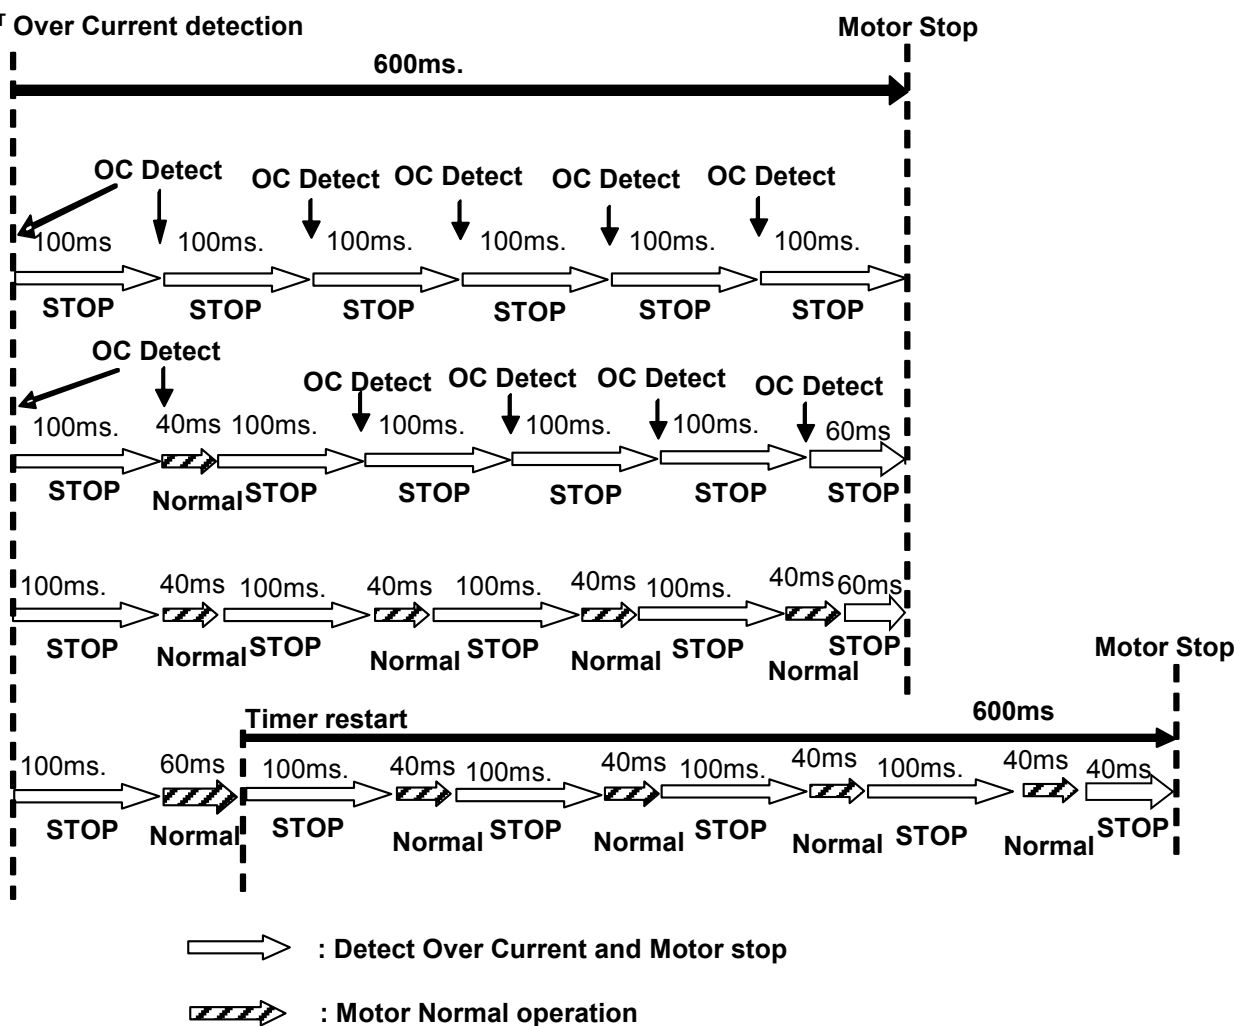 T Over Current detection
Motor Stop
600ms.
OC Detect OC Detect OC Detect OC Detect OC Detect
100ms 100ms. 100ms. 100ms. 100ms. 100ms.
STOP STOP STOP STOP STOP STOP
OC Detect
OC Detect OC Detect OC Detect OC Detect
100ms. 40ms 100ms. 100ms. 100ms. 100ms. 60ms
STOP Normal STOP STOP STOP STOP STOP
100ms. 40ms 100ms. 40ms 100ms. 40ms 100ms. 40ms 60ms
STOP Normal STOP Normal STOP Normal STOP Normal STOP
Motor Stop
Timer restart 600ms
100ms. 60ms 100ms. 40ms 100ms. 40ms 100ms. 40ms 100ms. 40ms 40ms
STOP Normal STOP Normal STOP Normal STOP Normal STOP Normal STOP
: Detect Over Current and Motor stop
: Motor Normal operation